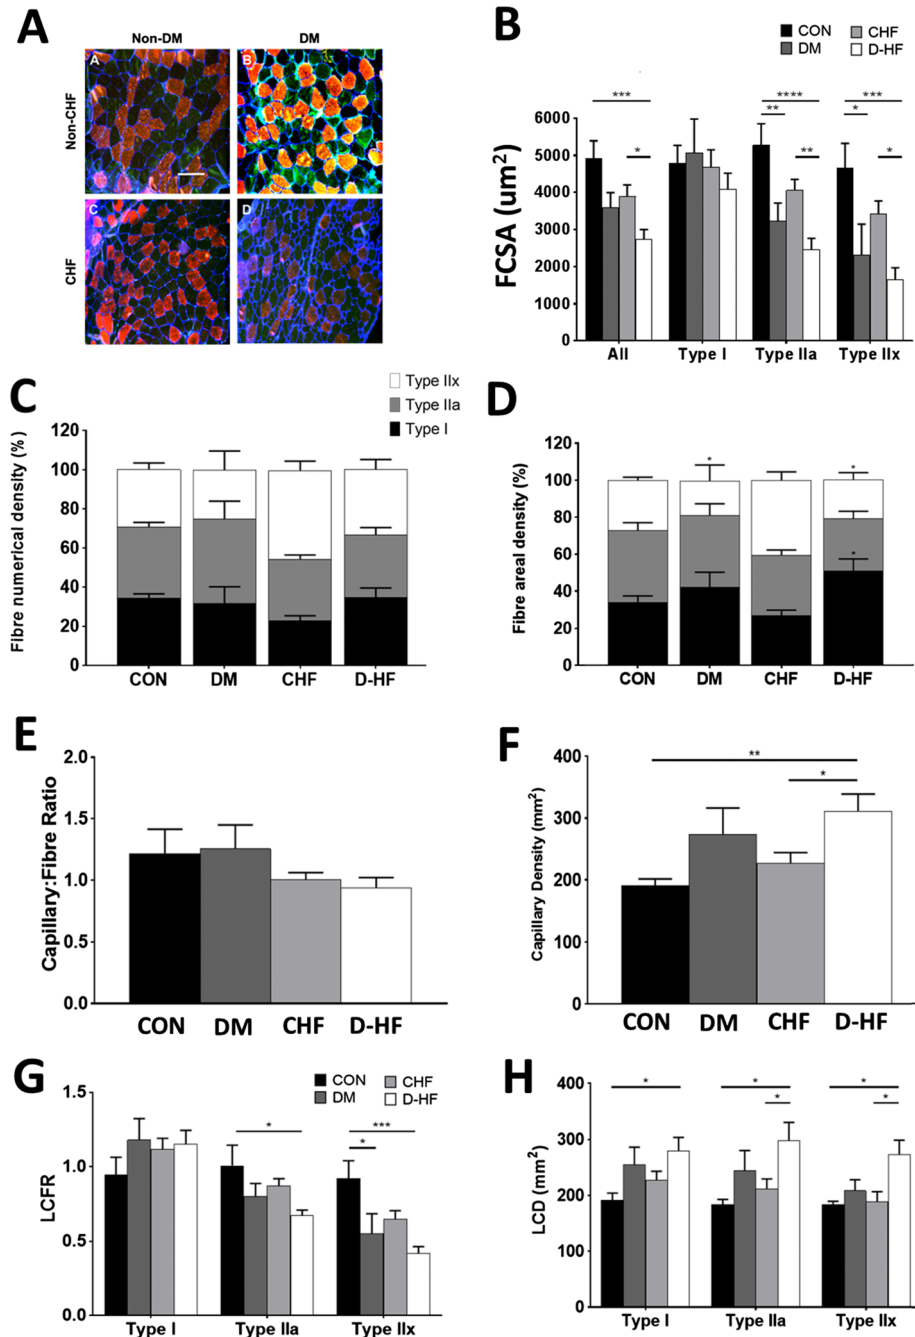 A
Non-DM DM
Non-CHF
CHF
A B
C D
B
CON CHF
DM D-HF
*** **** ***
** *
* ** *
FCSA (um²)
6000
5000
4000
3000
2000
1000
0
All Type I Type IIa Type IIx
C
Type IIx
Type IIa
Type I
Fibre numerical density (%)
120
100
80
60
40
20
0
CON DM CHF D-HF
D
Fibre areal density (%)
120
100
80
60
40
20
0
* *
*
CON DM CHF D-HF
E
Capillary:Fibre Ratio
2.0
1.5
1.0
0.5
0.0
CON DM CHF D-HF
F
Capillary Density (mm²)
400
300
200
100
0
**
*
CON DM CHF D-HF
G
CON CHF
DM D-HF
LCFR
1.5
1.0
0.5
0.0
* ***
*
Type I Type IIa Type IIx
H
LCD (mm²)
400
300
200
100
0
* * *
* *
Type I Type IIa Type IIx